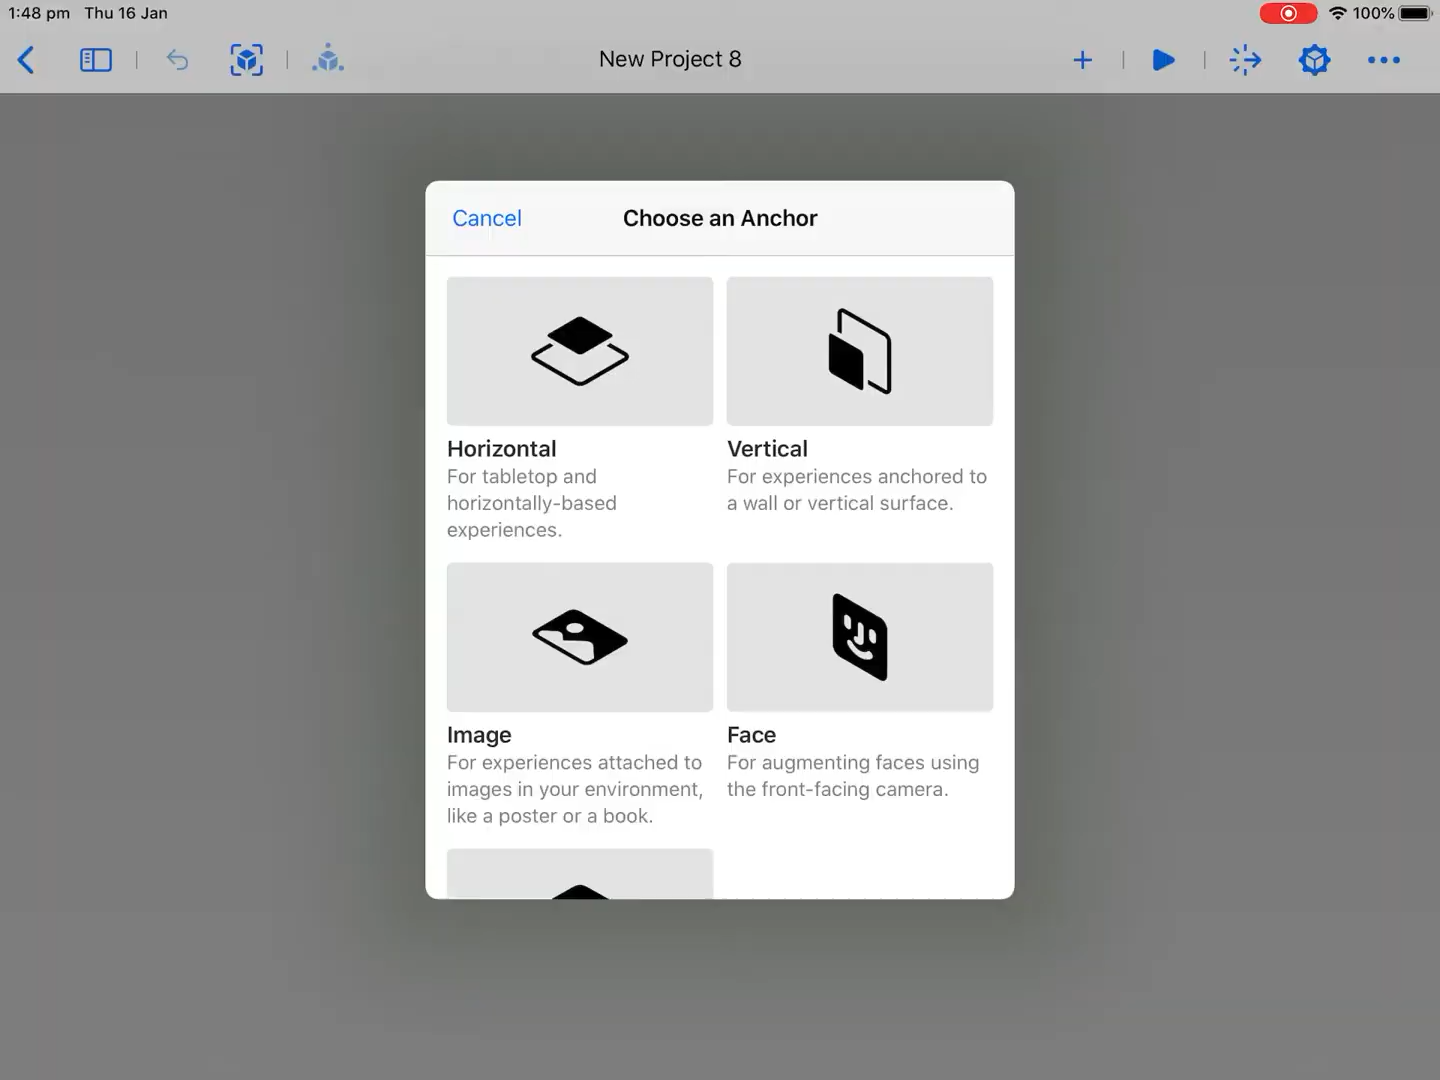 1:48 pm Thu 16 Jan
100%
New Project 8
Cancel
Choose an Anchor
Horizontal
For tabletop and
horizontally-based
experiences.
Vertical
For experiences anchored to
a wall or vertical surface.
Image
For experiences attached to
images in your environment,
like a poster or a book.
Face
For augmenting faces using
the front-facing camera.